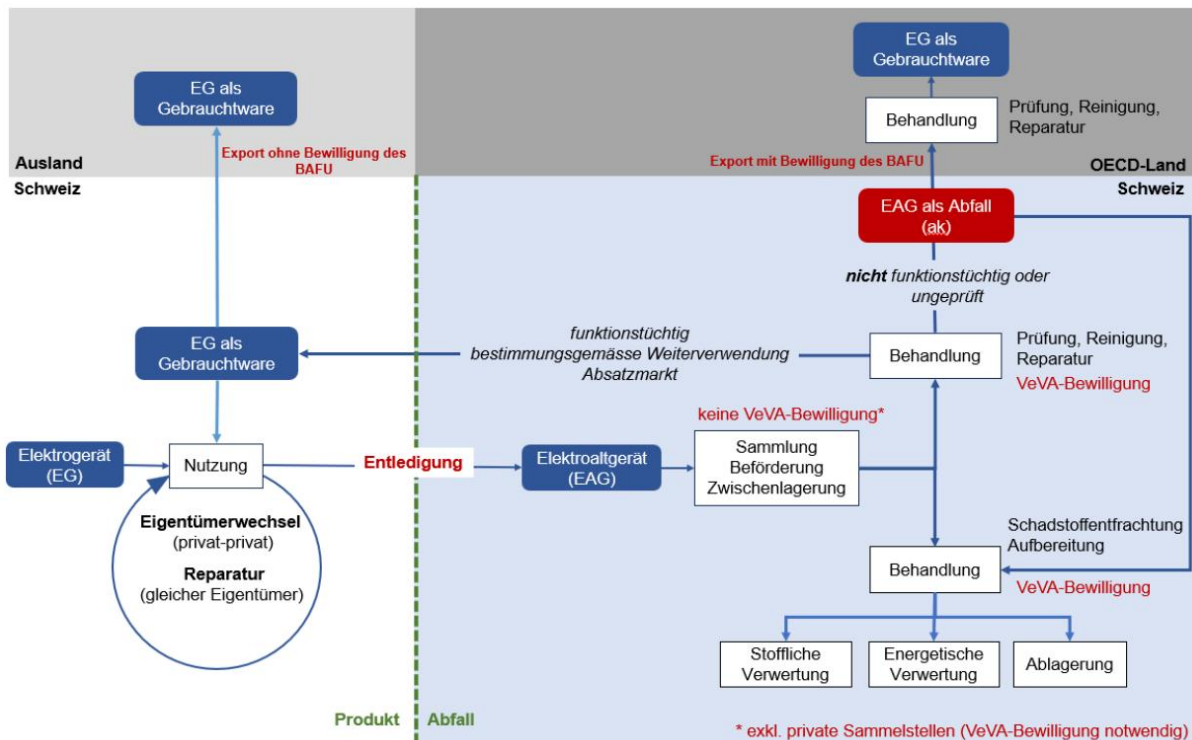 EG als
Gebrauchtware
EG als
Gebrauchtware
Behandlung
Prüfung, Reinigung,
Reparatur
Export ohne Bewilligung des
BAFU
Export mit Bewilligung des BAFU
Ausland
Schweiz
OECD-Land
Schweiz
EAG als Abfall
(ak)
nicht funktionstüchtig oder
ungeprüft
EG als
Gebrauchtware
funktionstüchtig
bestimmungsgemässe Weiterverwendung
Absatzmarkt
Behandlung
Prüfung, Reinigung,
Reparatur
VeVA-Bewilligung
keine VeVA-Bewilligung*
Elektrogerät
(EG)
Nutzung
Entledigung
Elektroaltgerät
(EAG)
Sammlung
Beförderung
Zwischenlagerung
Eigentümerwechsel
(privat-privat)
Reparatur
(gleicher Eigentümer)
Schadstoffentfrachtung
Aufbereitung
Behandlung
VeVA-Bewilligung
Stoffliche
Verwertung
Energetische
Verwertung
Ablagerung
Produkt
Abfall
* exkl. private Sammelstellen (VeVA-Bewilligung notwendig)